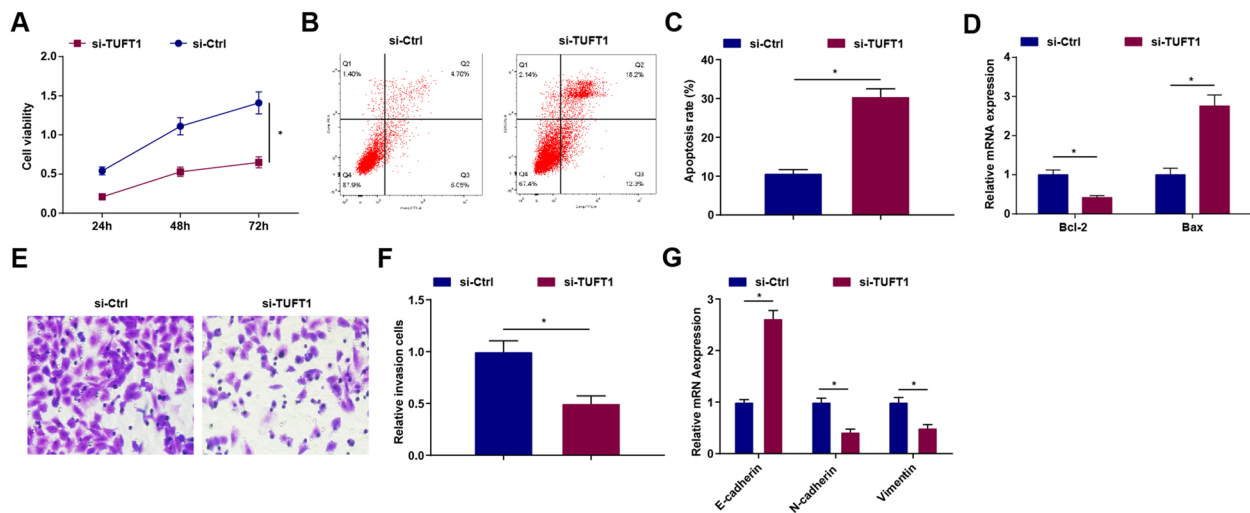 A
si-TUFT1
si-Ctrl
Cell viability
2.0
1.5
1.0
0.5
0.0
24h
48h
72h
*
B
si-Ctrl
si-TUFT1
Q1
1.40%
Q2
4.70%
Q4
87.9%
Q3
6.05%
Q1
2.14%
Q2
18.2%
Q4
67.4%
Q3
12.3%
C
si-Ctrl
si-TUFT1
Apoptosis rate (%)
40
30
20
10
0
*
D
si-Ctrl
si-TUFT1
Relative mRNA expression
4
3
2
1
0
*
*
Bcl-2
Bax
E
si-Ctrl
si-TUFT1
F
si-Ctrl
si-TUFT1
Relative invasion cells
1.5
1.0
0.5
0.0
*
G
si-Ctrl
si-TUFT1
Relative mRN Aexpression
3
2
1
0
*
*
*
E-cadherin
N-cadherin
Vimentin